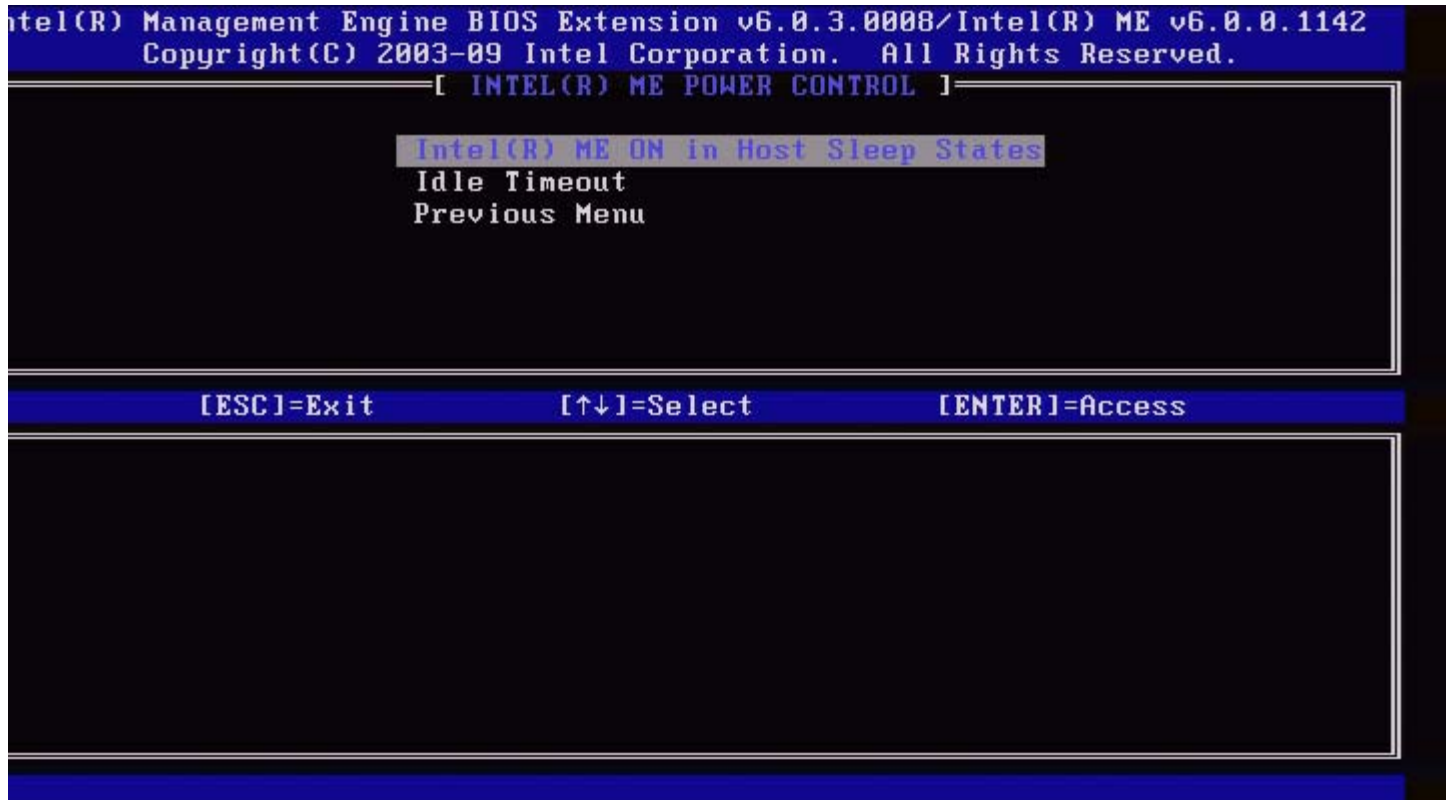 ntel(R) Management Engine BIOS Extension v6.0.3.0008/Intel(R) ME v6.0.0.1142
Copyright(C) 2003-09 Intel Corporation. All Rights Reserved.
[ INTEL(R) ME POWER CONTROL ]
Intel(R) ME ON in Host Sleep States
Idle Timeout
Previous Menu
[ESC]=Exit [↑↓]=Select [ENTER]=Access